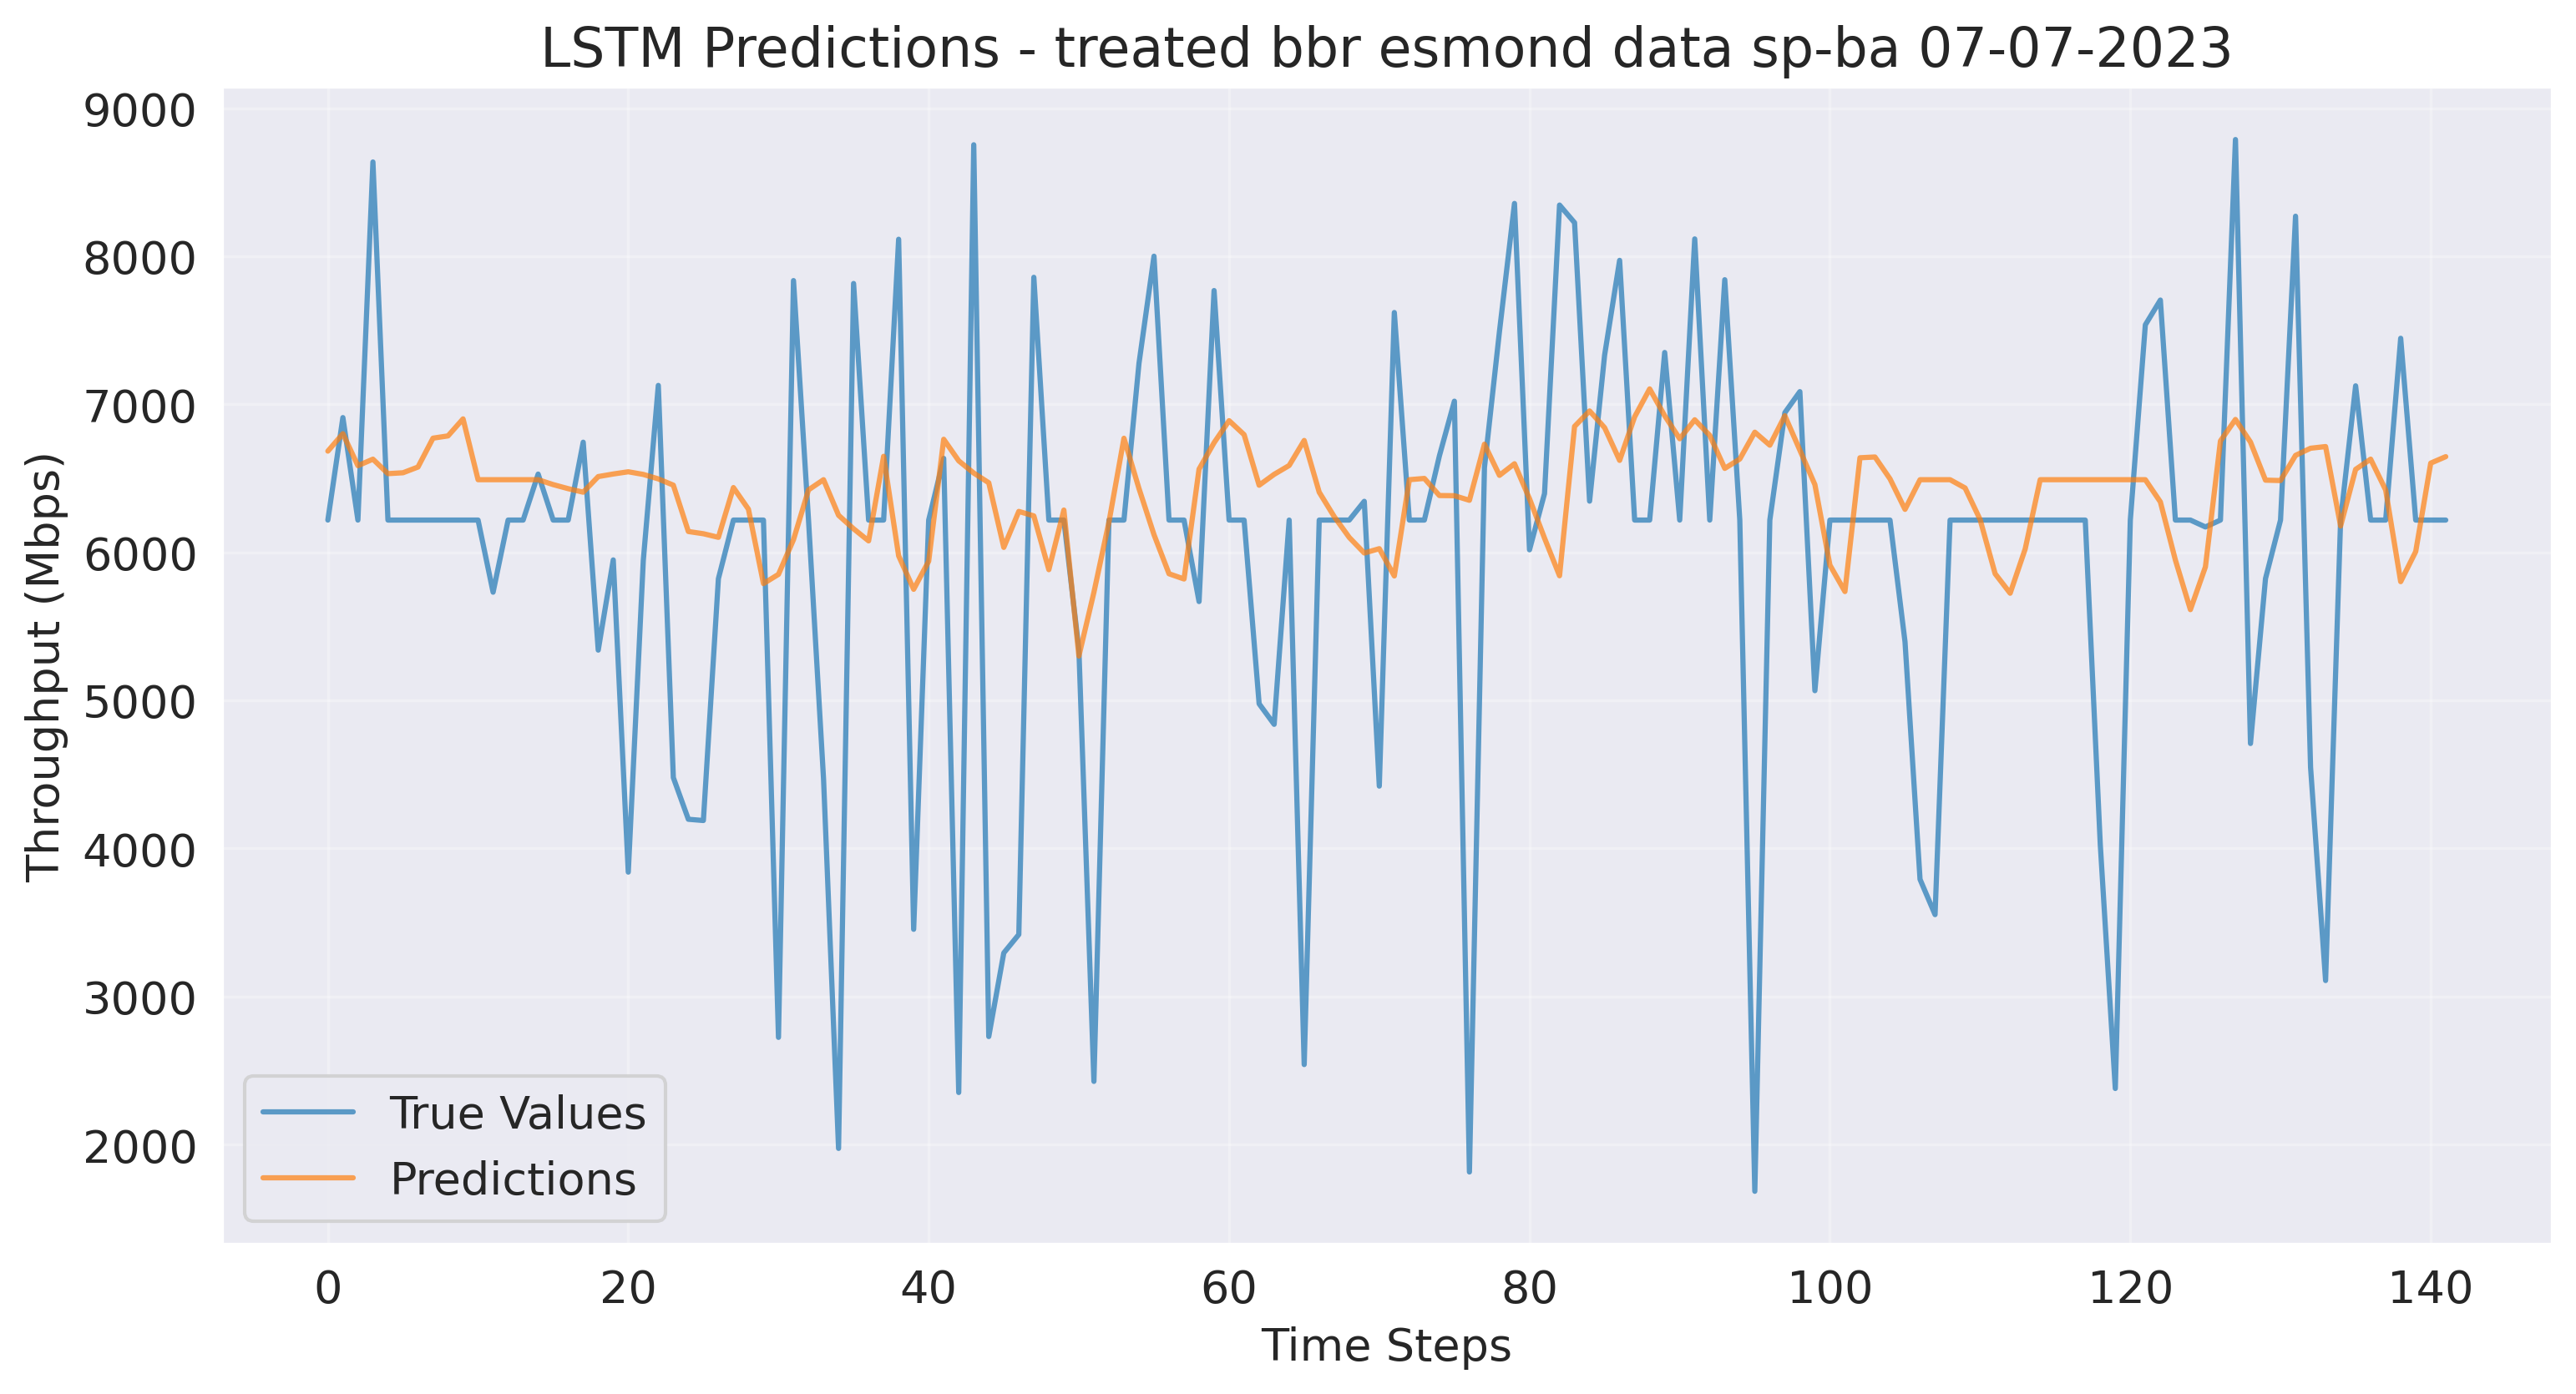 LSTM Predictions - treated bbr esmond data sp-ba 07-07-2023
Throughput (Mbps)
9000
8000
7000
6000
5000
4000
3000
2000
True Values
Predictions
0 20 40 60 80 100 120 140
Time Steps